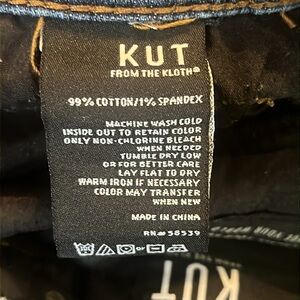 KUT
FROM THE KLOTH®
99% COTTON/1% SPANDEX
MACHINE WASH COLD
INSIDE OUT TO RETAIN COLOR
ONLY NON-CHLORINE BLEACH
WHEN NEEDED
TUMBLE DRY LOW
OR FOR BETTER CARE
LAY FLAT TO DRY
WARM IRON IF NECESSARY
COLOR MAY TRANSFER
WHEN NEW
MADE IN CHINA
RN# 58539
OR
KUT